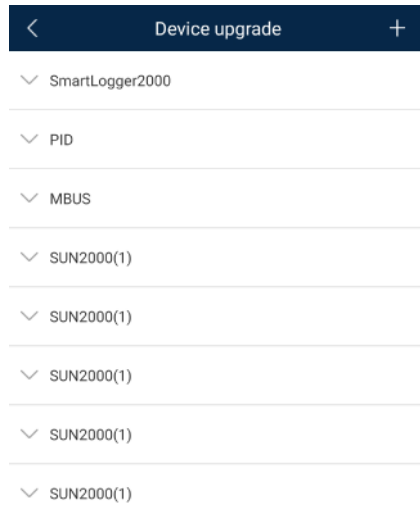 Device upgrade
SmartLogger2000
PID
MBUS
SUN2000(1)
SUN2000(1)
SUN2000(1)
SUN2000(1)
SUN2000(1)